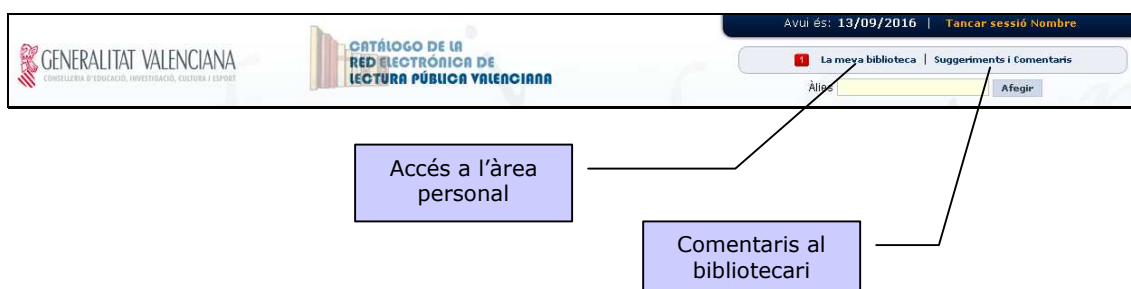 Avui és: 13/09/2016 | Tancar sessió Nombre
GENERALITAT VALENCIANA
CONSELLERIA D'EDUCACIÓ, INVESTIGACIÓ, CULTURA I ESPORT
CATÁLOGO DE LA
RED ELECTRÓNICA DE
LECTURA PÚBLICA VALENCIANA
1 La meva biblioteca | Suggeriments i Comentaris
Àlies Afegir
Accés a l'àrea
personal
Comentaris al
bibliotecari